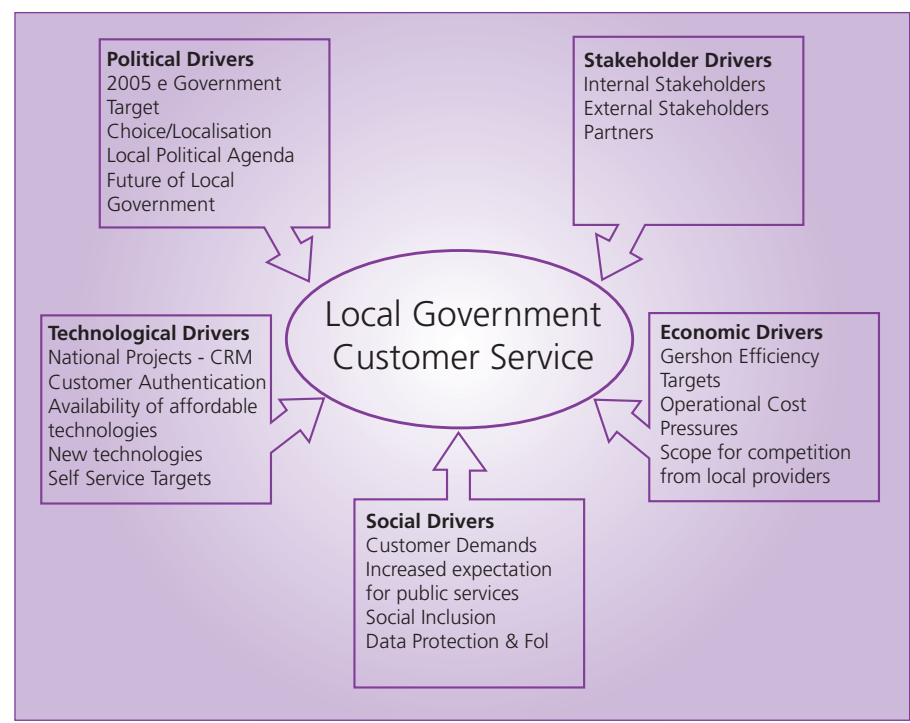 Political Drivers
2005 e Government
Target
Choice/Localisation
Local Political Agenda
Future of Local
Government
Stakeholder Drivers
Internal Stakeholders
External Stakeholders
Partners
Local Government
Customer Service
Technological Drivers
National Projects - CRM
Customer Authentication
Availability of affordable
technologies
New technologies
Self Service Targets
Economic Drivers
Gershon Efficiency
Targets
Operational Cost
Pressures
Scope for competition
from local providers
Social Drivers
Customer Demands
Increased expectation
for public services
Social Inclusion
Data Protection & FoI